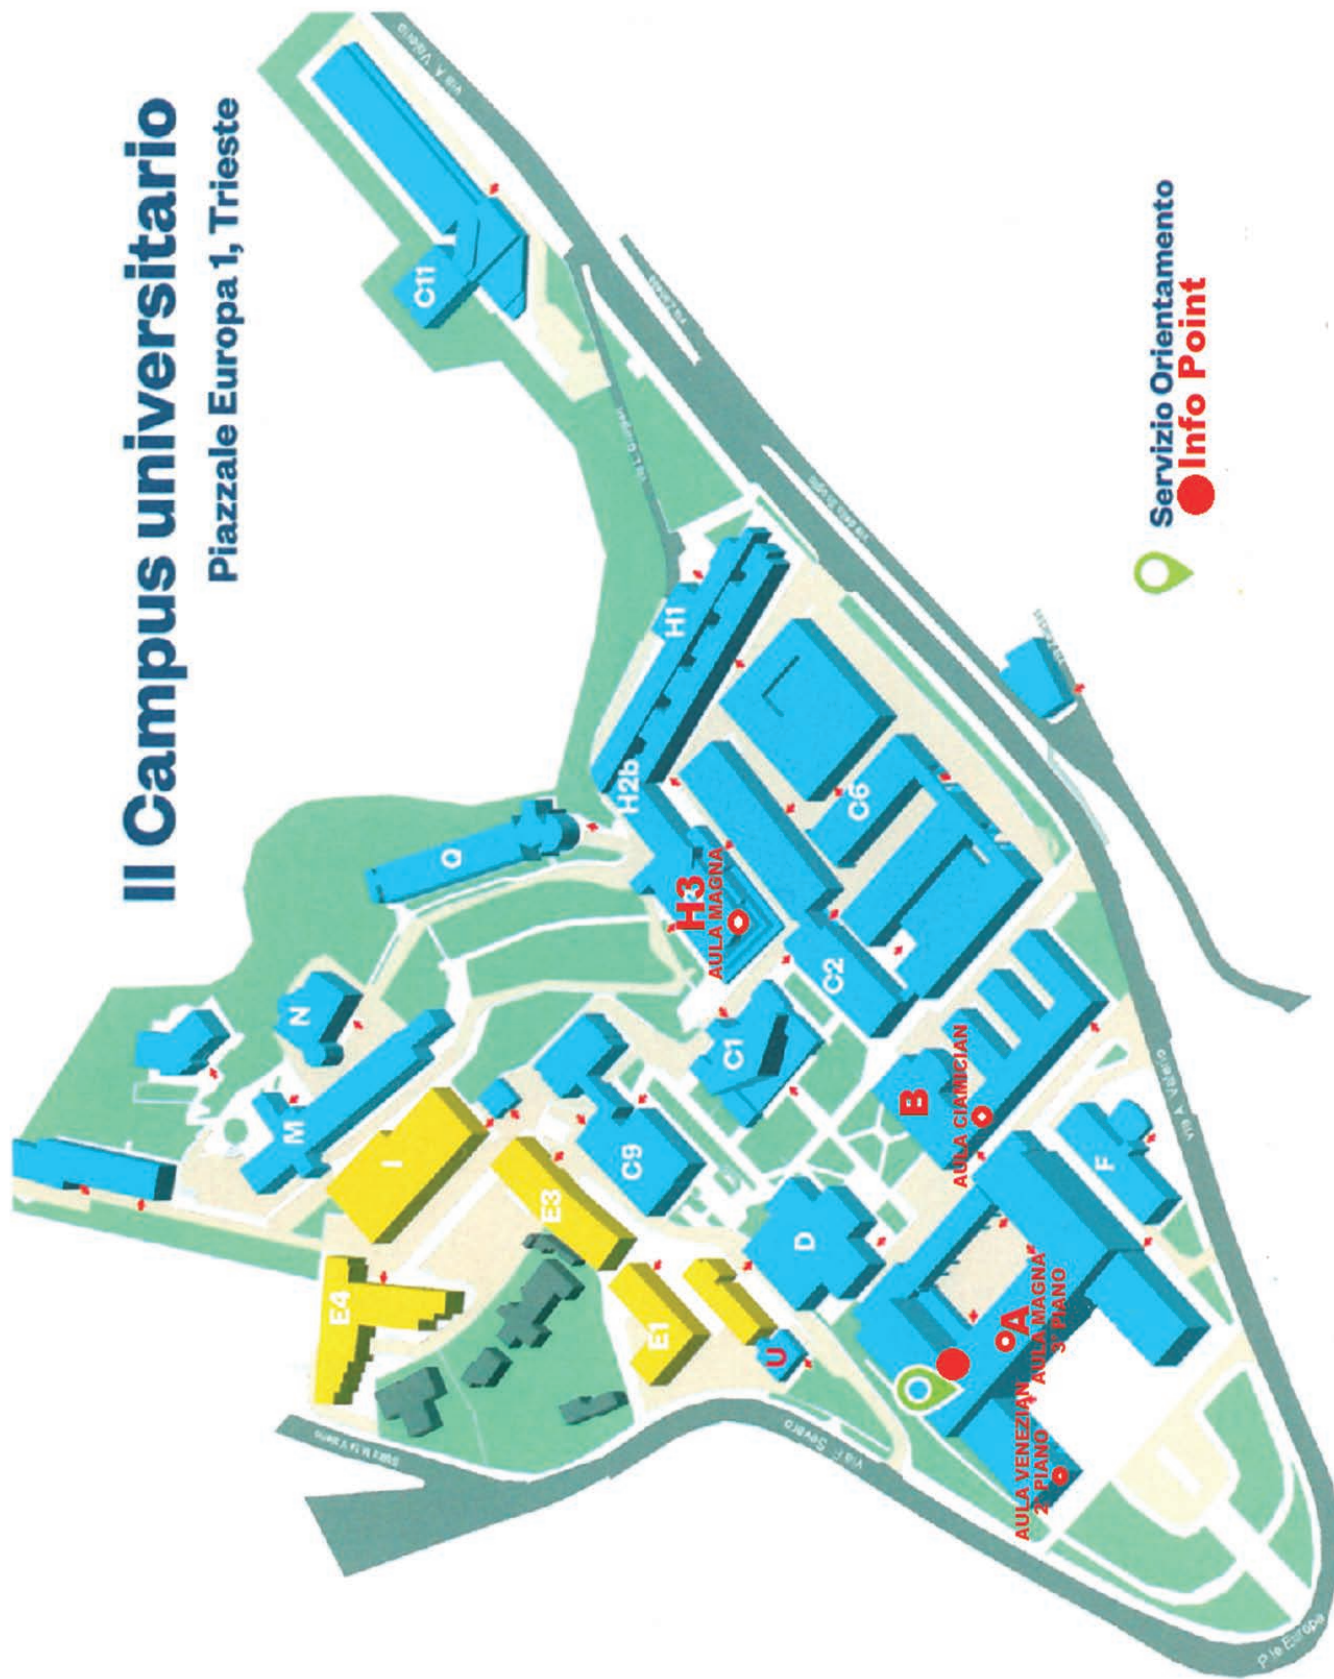 Il Campus universitario
Piazzale Europa 1, Trieste
via A. Valerio
C11
H1
H2b
Q
C6
H3
AULA MAGNA
N
C2
M
C1
I
C9
B
AULA CIAMICIAN
E3
D
F
E4
E1
U
A
AULA MAGNA
3° PIANO
AULA VENEZIAN
2° PIANO
via F. Severo
via A. Valerio
P.le Europa
Servizio Orientamento
Info Point